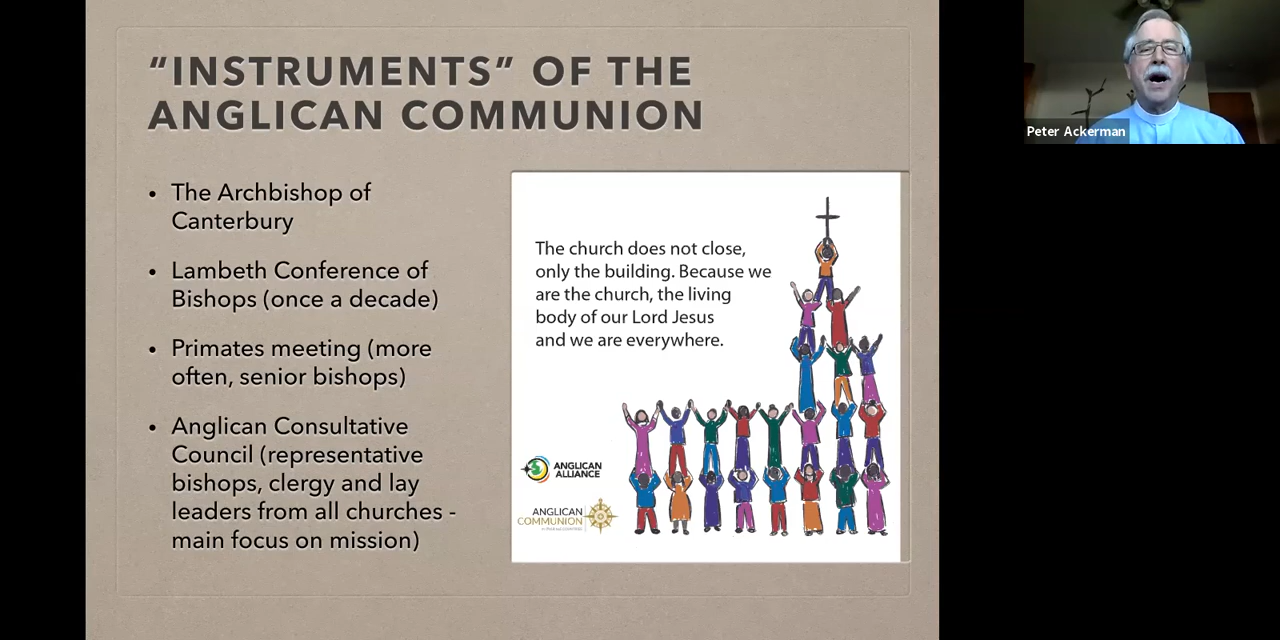 “INSTRUMENTS” OF THE
ANGLICAN COMMUNION
• The Archbishop of
Canterbury
• Lambeth Conference of
Bishops (once a decade)
• Primates meeting (more
often, senior bishops)
• Anglican Consultative
Council (representative
bishops, clergy and lay
leaders from all churches -
main focus on mission)
The church does not close,
only the building. Because we
are the church, the living
body of our Lord Jesus
and we are everywhere.
ANGLICAN
ALLIANCE
ANGLICAN
COMMUNION
Peter Ackerman